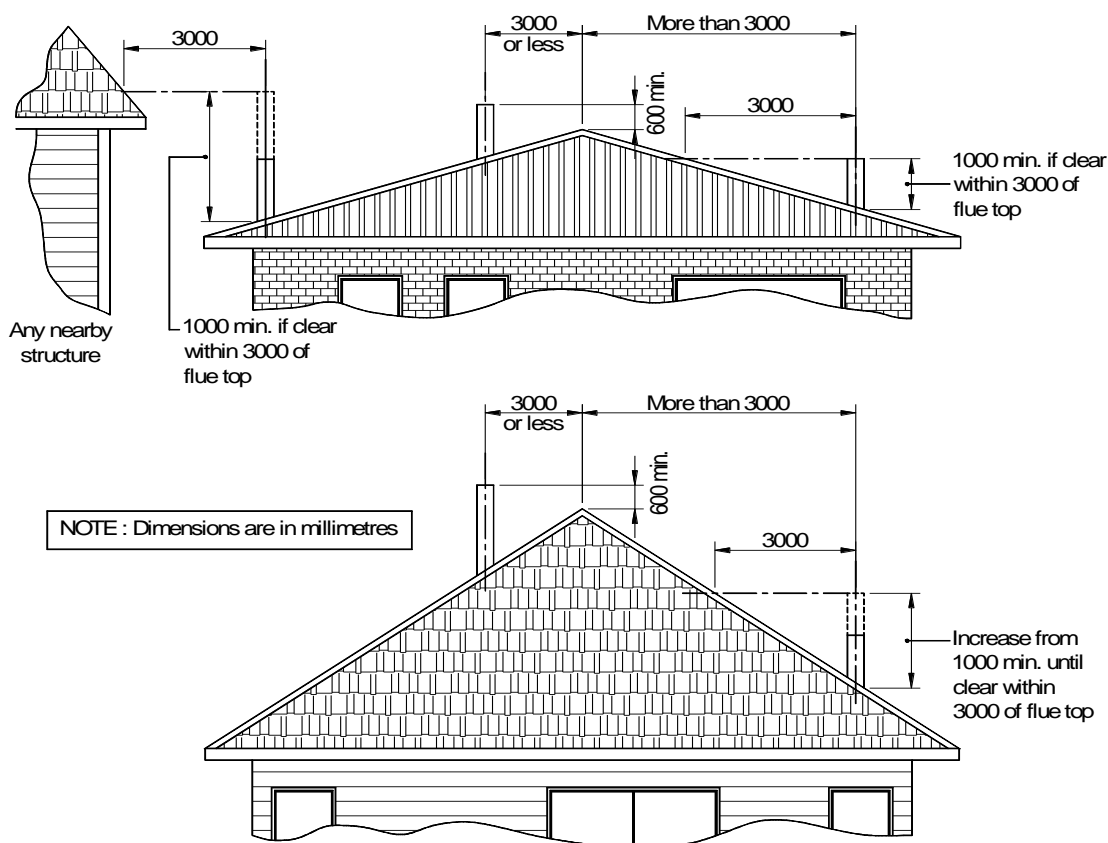 3000
3000
or less
More than 3000
600 min.
3000
1000 min. if clear
within 3000 of
flue top
Any nearby
structure
1000 min. if clear
within 3000 of
flue top
3000
or less
More than 3000
600 min.
NOTE : Dimensions are in millimetres
3000
Increase from
1000 min. until
clear within
3000 of flue top